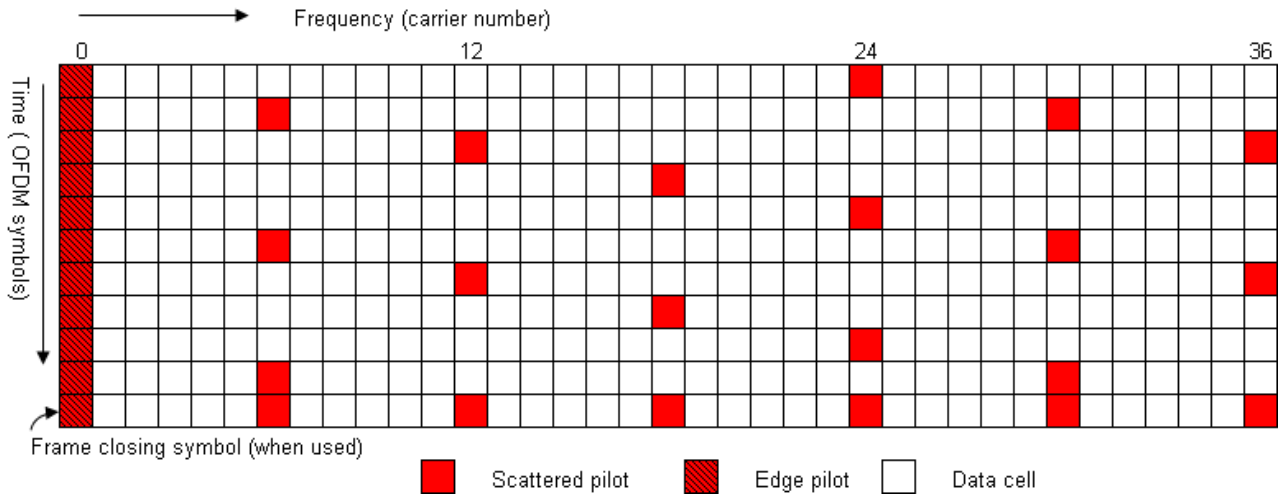 Frequency (carrier number)
0 12 24 36
Time ( OFDM symbols)
Frame closing symbol (when used)
Scattered pilot Edge pilot Data cell